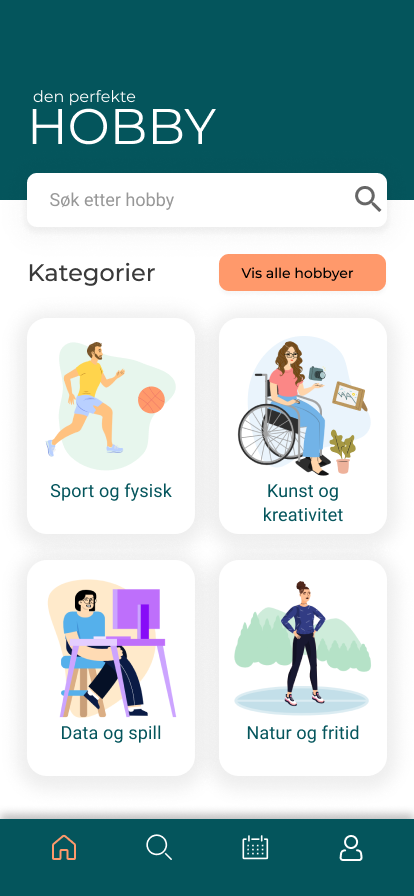 den perfekte
HOBBY
Søk etter hobby
Kategorier
Vis alle hobbyer
Sport og fysisk
Kunst og
kreativitet
Data og spill
Natur og fritid